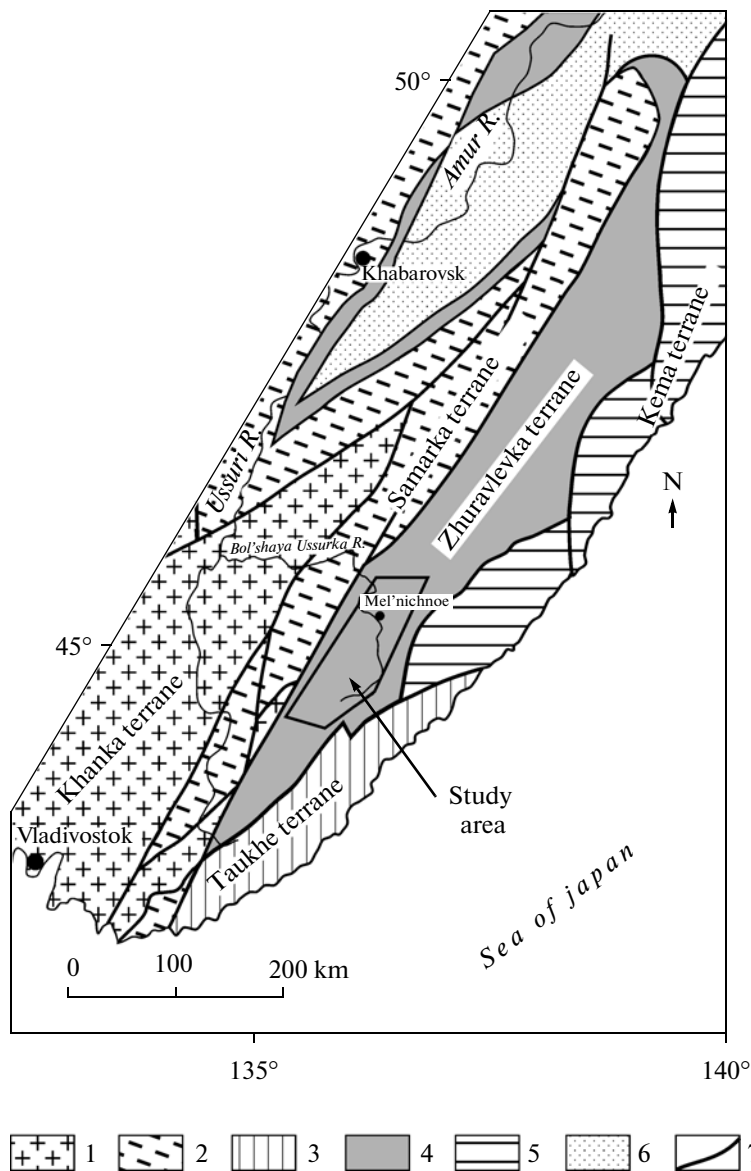 50°
Amur R.
Khabarovsk
Kema terrane
Samarka terrane
Zhuravlevka terrane
Ussuri R.
N
Bol'shaya Ussurka R.
Mel'nichnoe
45°
Khanka terrane
Study
area
Vladivostok
Taukhe terrane
Sea of japan
0 100 200 km
135° 140°
1 2 3 4 5 6